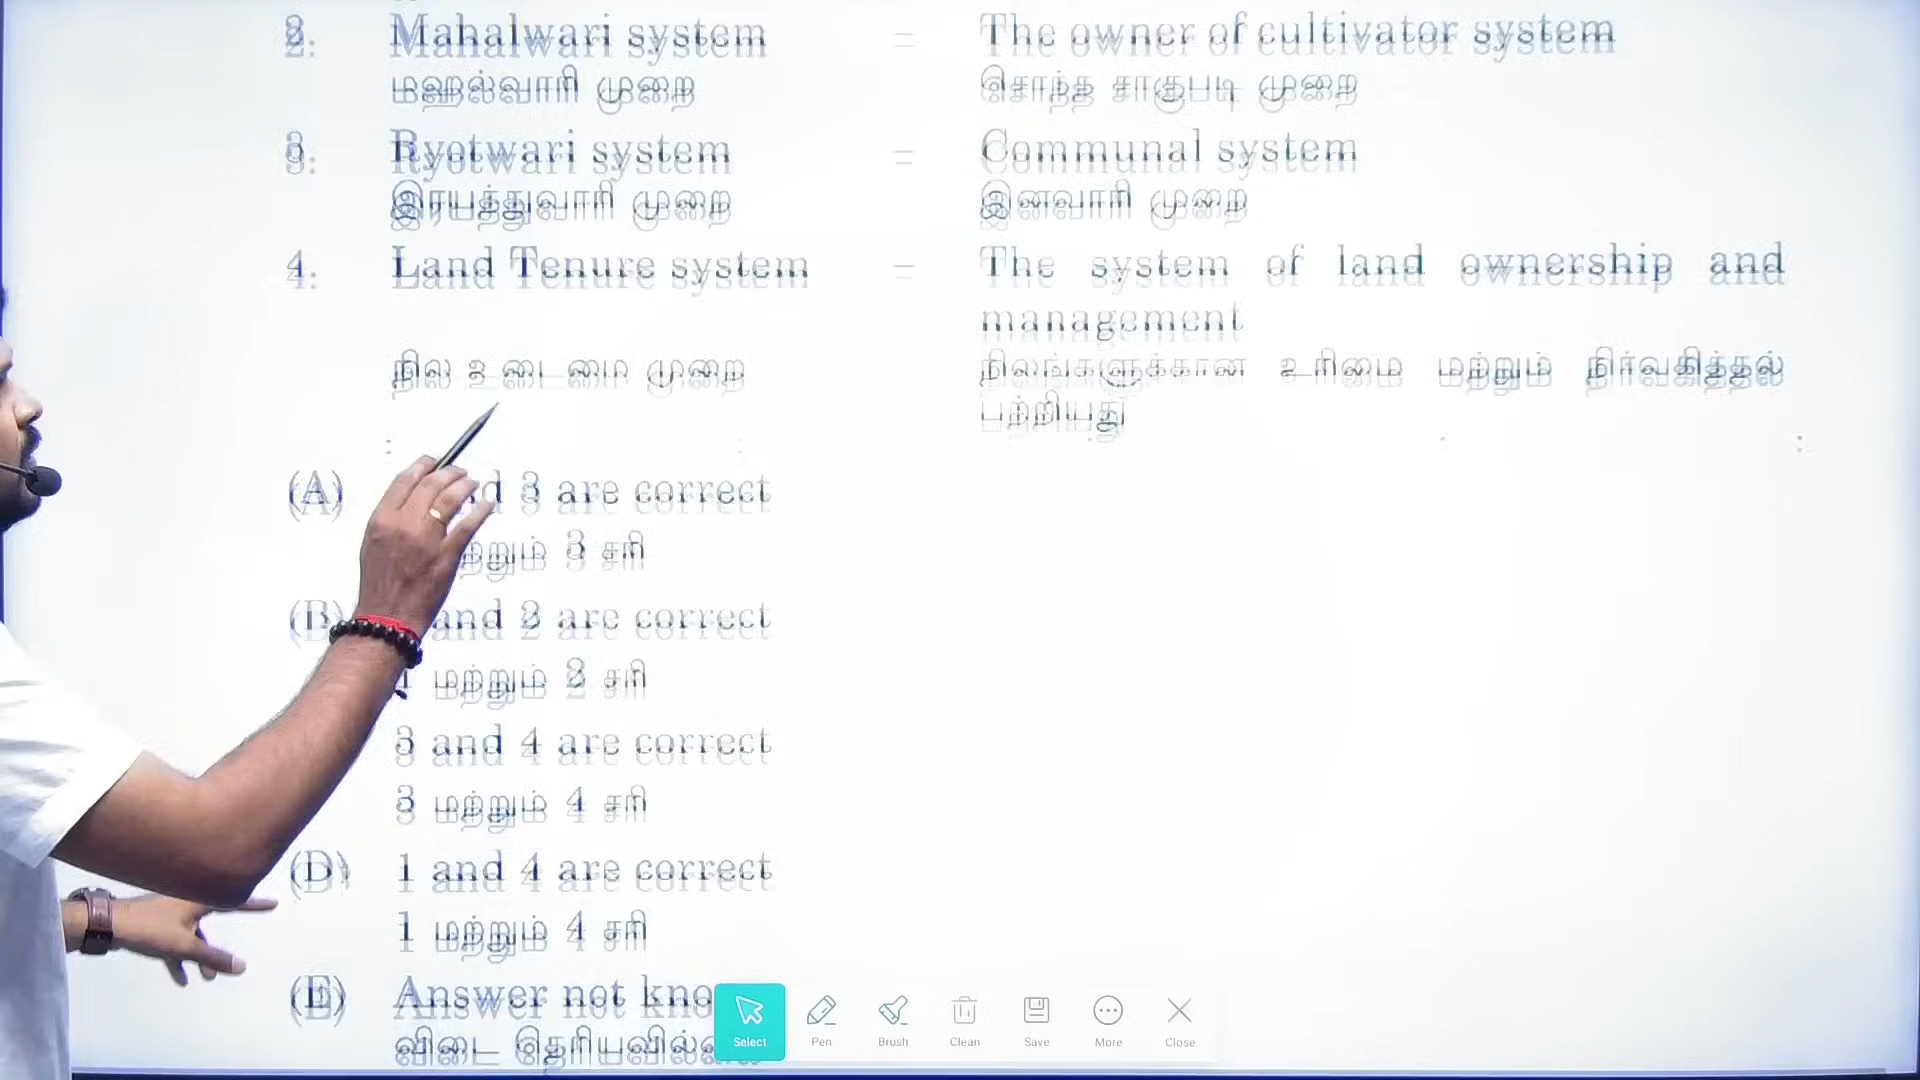 2. Mahalwari system = The owner of cultivator system
மஹல்வாரி முறை சொந்த சாகுபடி முறை
3. Ryotwari system = Communal system
இரயத்துவாரி முறை இனவாரி முறை
4. Land Tenure system = The system of land ownership and
management
நில உடைமை முறை நிலங்களுக்கான உரிமை மற்றும் நிர்வகித்தல்
பற்றியது
(A) 3 are correct
3 சரி
(B) and 2 are correct
1 மற்றும் 2 சரி
3 and 4 are correct
3 மற்றும் 4 சரி
(D) 1 and 4 are correct
1 மற்றும் 4 சரி
(E) Answer not
விடை
Select Pen Brush Clean Save More Close